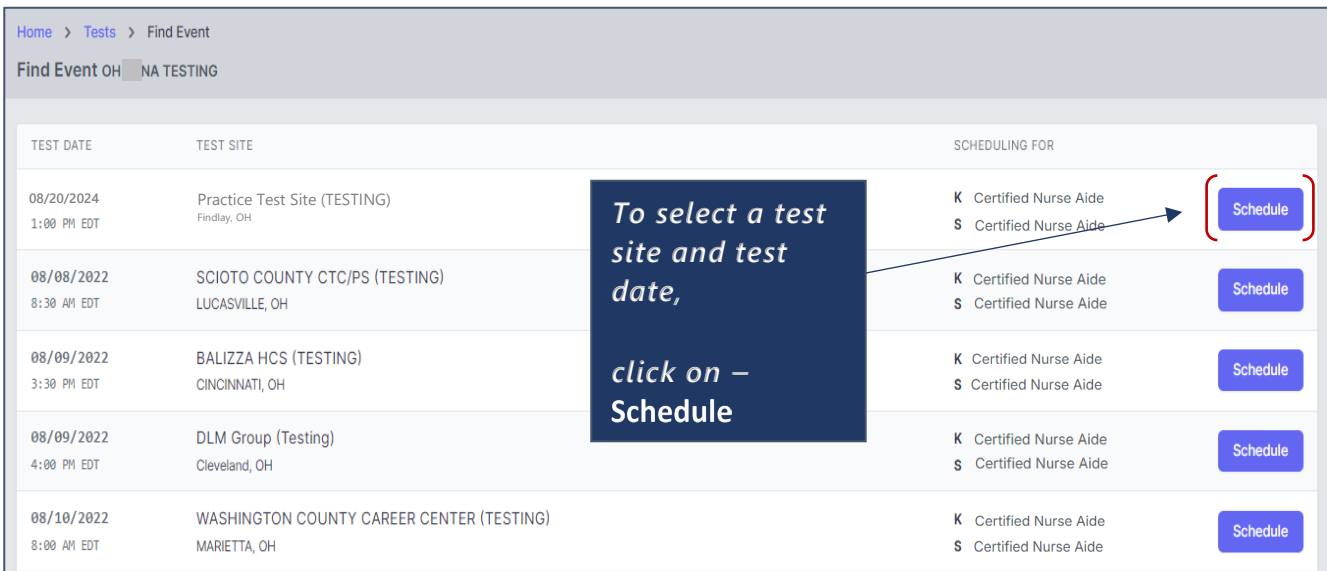 Home > Tests > Find Event
Find Event OH NA TESTING
TEST DATE TEST SITE SCHEDULING FOR
08/20/2024 Practice Test Site (TESTING) K Certified Nurse Aide
1:00 PM EDT Findlay, OH S Certified Nurse Aide
Schedule
08/08/2022 SCIOTO COUNTY CTC/PS (TESTING) K Certified Nurse Aide
8:30 AM EDT LUCASVILLE, OH S Certified Nurse Aide
Schedule
08/09/2022 BALIZZA HCS (TESTING) K Certified Nurse Aide
3:30 PM EDT CINCINNATI, OH S Certified Nurse Aide
Schedule
08/09/2022 DLM Group (Testing) K Certified Nurse Aide
4:00 PM EDT Cleveland, OH S Certified Nurse Aide
Schedule
08/10/2022 WASHINGTON COUNTY CAREER CENTER (TESTING) K Certified Nurse Aide
8:00 AM EDT MARIETTA, OH S Certified Nurse Aide
Schedule
To select a test
site and test
date,
click on –
Schedule